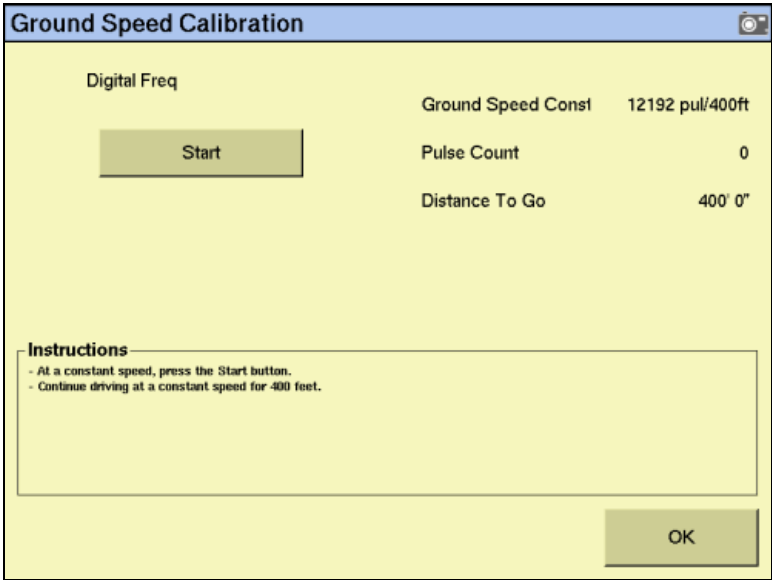 Ground Speed Calibration
Digital Freq
Start
Ground Speed Const 12192 pul/400ft
Pulse Count 0
Distance To Go 400' 0"
Instructions
- At a constant speed, press the Start button.
- Continue driving at a constant speed for 400 feet.
OK